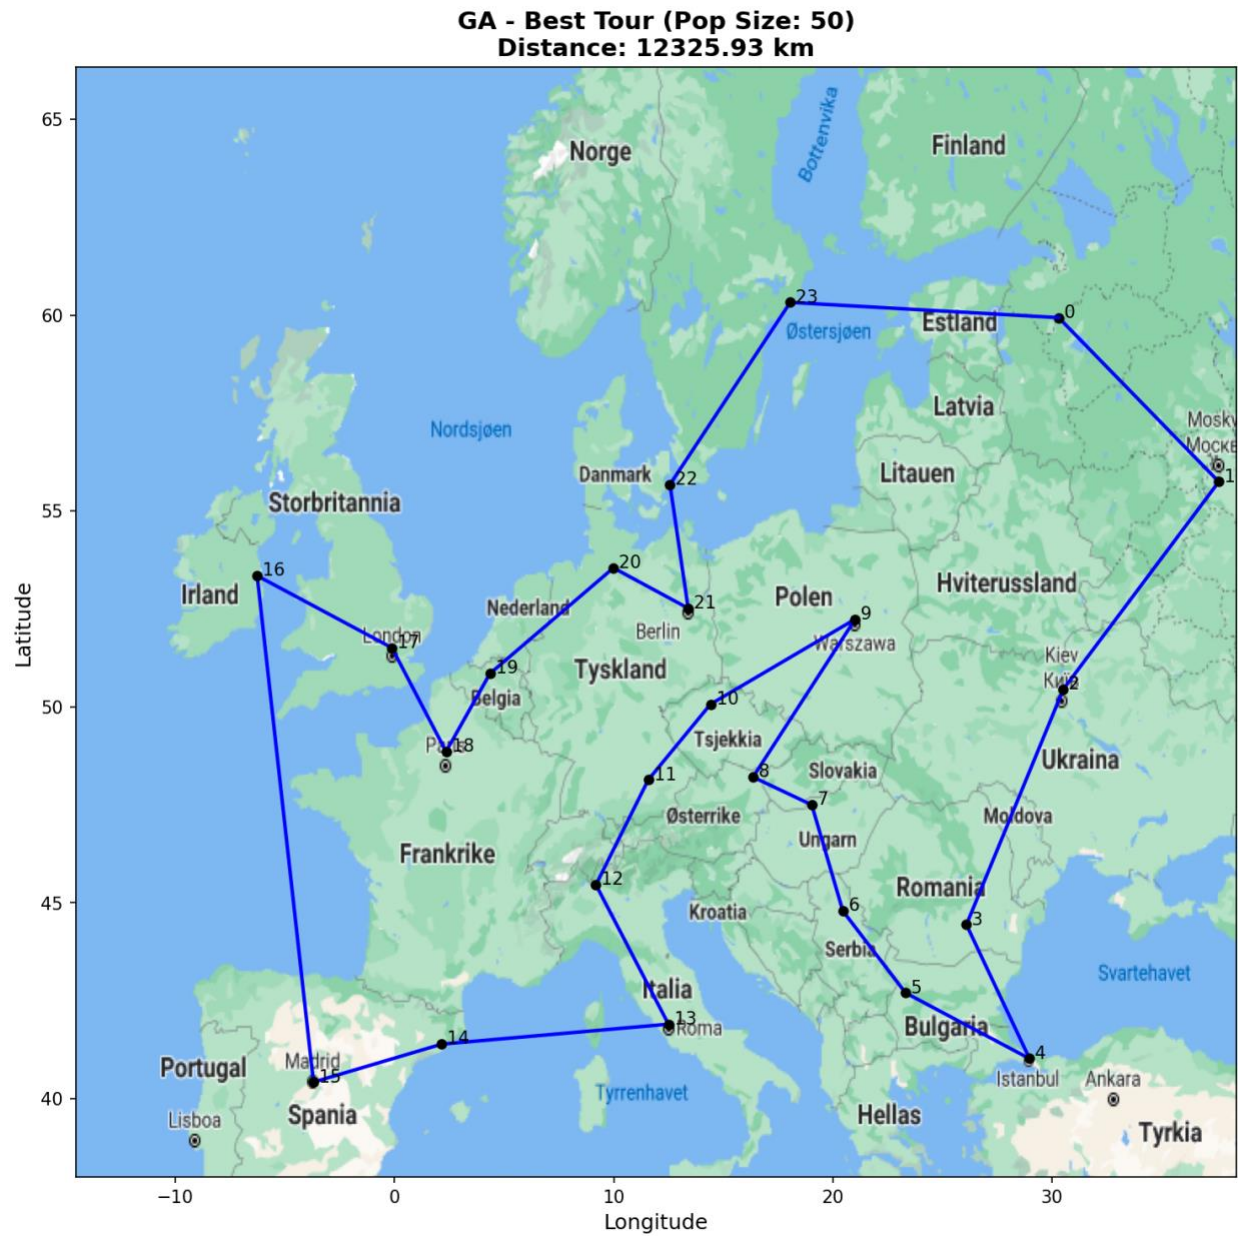 GA - Best Tour (Pop Size: 50)
Distance: 12325.93 km
65
60
55
50
45
40
Latitude
−10
0
10
20
30
Longitude
Norge
Bottenvika
Finland
23
0
Østersjøen
Estland
Latvia
Moskv
Москв
1
Nordsjøen
Danmark
22
Litauen
Storbritannia
16
Irland
20
Nederland
21
Berlin
Polen
9
Warszawa
Hviterussland
London
17
19
Belgia
Tyskland
Kiev
Київ
2
10
Tsjekkia
18
11
8
Slovakia
Ukraina
7
Østerrike
Ungarn
Moldova
Frankrike
12
Romania
Kroatia
6
3
Serbia
Svartehavet
Italia
5
13
Roma
Bulgaria
14
Portugal
Madrid
15
Tyrrenhavet
4
Istanbul
Ankara
Lisboa
Spania
Hellas
Tyrkia